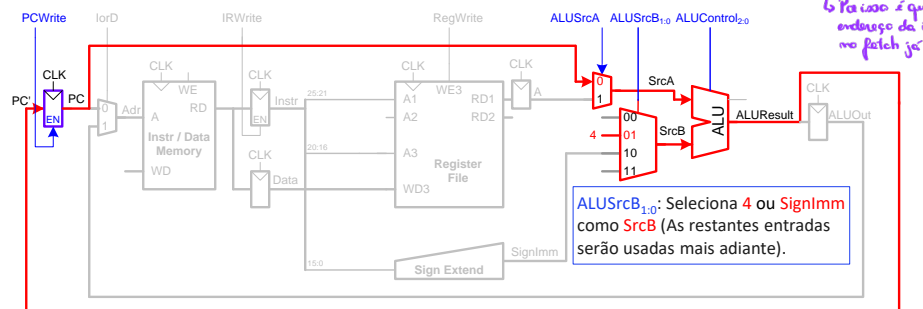 PCWrite
IorD
IRWrite
RegWrite
ALUSrcA
ALUSrcB1:0
ALUControl2:0
↳ Por isso é
endereço da
no fetch já
CLK
PC'
PC
EN
0
1
Adr
CLK
WE
A
RD
Instr / Data
Memory
WD
CLK
Instr
EN
CLK
Data
25:21
20:16
15:0
CLK
WE3
A1
A2
A3
WD3
RD1
RD2
Register
File
CLK
A
0
1
SrcA
4
00
01
10
11
SrcB
ALU
ALUResult
CLK
ALUOut
SignImm
Sign Extend
ALUSrcB1:0: Seleciona 4 ou SignImm
como SrcB (As restantes entradas
serão usadas mais adiante).